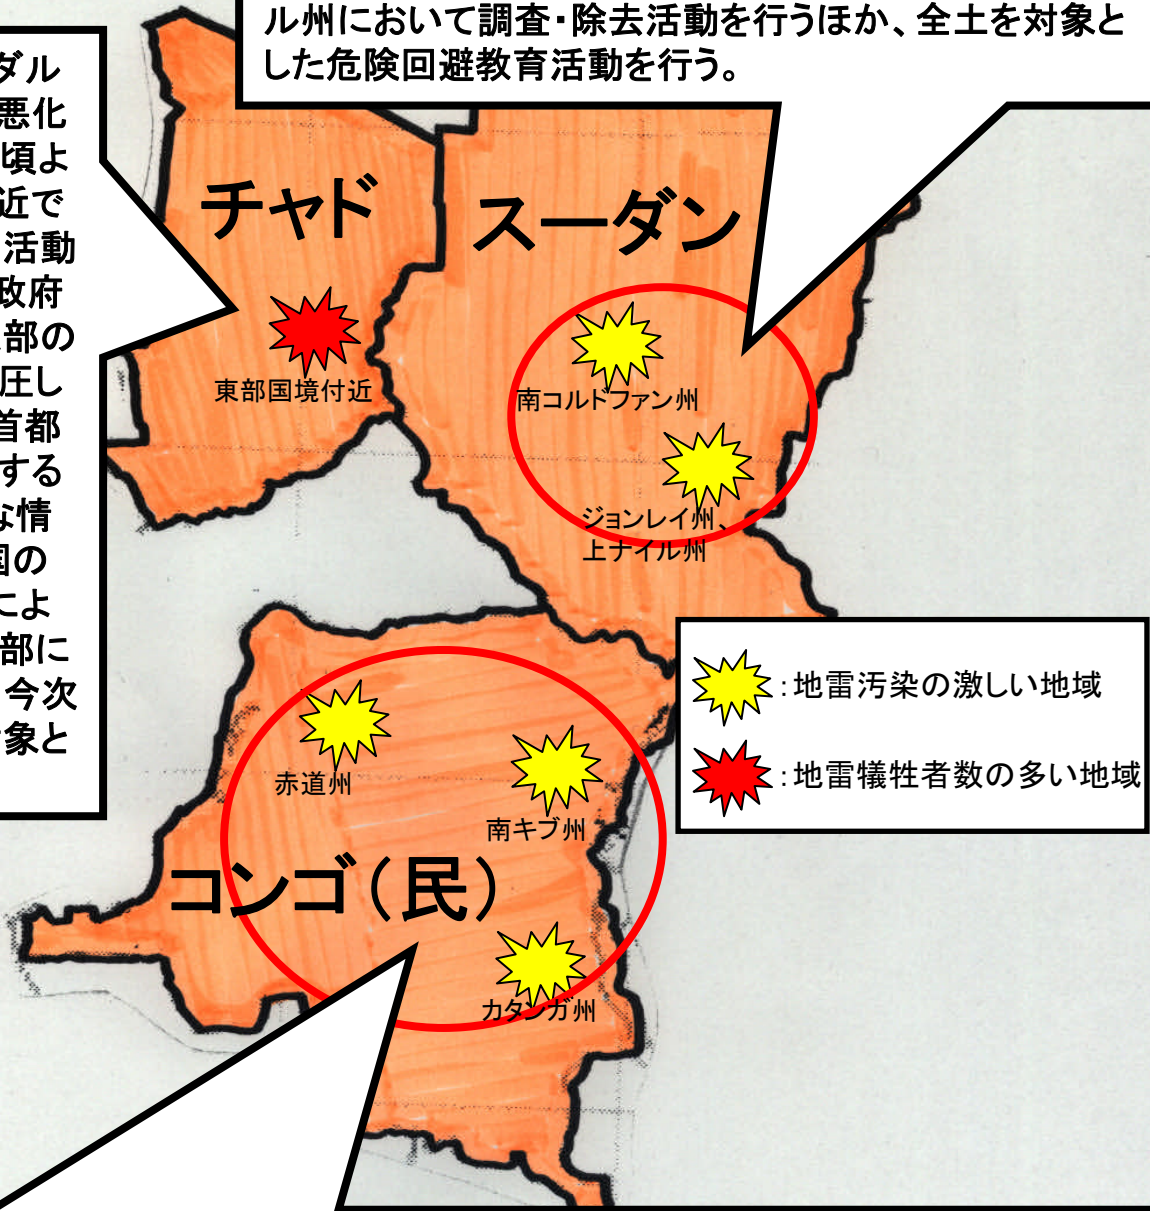 ル州において調査・除去活動を行うほか、全土を対象と
した危険回避教育活動を行う。
ダル
悪化
頃よ
近で
活動
政府
部の
圧し
首都
する
な情
国の
によ
部に
今次
対象と
チャド
スーダン
東部国境付近
南コルドファン州
ジョンレイ州、
上ナイル州
:地雷汚染の激しい地域
:地雷犠牲者数の多い地域
赤道州
南キブ州
コンゴ(民)
カタンガ州